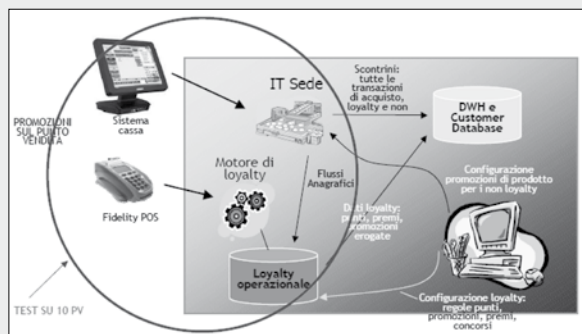 PROMOZIONI
SUL PUNTO
VENDITA
Sistema
cassa
Fidelity POS
TEST SU 10 PV
IT Sede
Motore di
loyalty
Flussi
Anagrafici
Loyalty
operazionale
Scontrini:
tutte le
transazioni
di acquisto,
loyalty e non
DWH e
Customer
Database
Configurazione
promozioni di prodotto
per i non loyalty
Dati loyalty:
punti, premi,
promozioni
erogate
Configurazione loyalty:
regole punti,
promozioni, premi,
concorsi